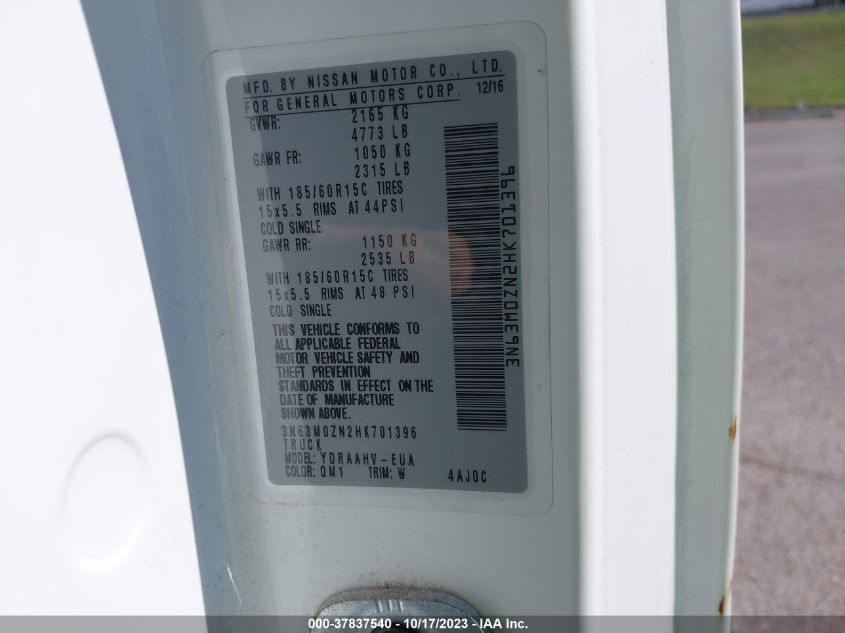 MFD. BY NISSAN MOTOR CO., LTD.
FOR GENERAL MOTORS CORP. 12/16
GVWR: 2165 KG
4773 LB
GAWR FR: 1050 KG
2315 LB
WITH 185/60R15C TIRES
15x5.5 RIMS AT 44PSI
COLD SINGLE
GAWR RR: 1150 KG
2535 LB
WITH 185/60R15C TIRES
15x5.5 RIMS AT 48 PSI
COLD SINGLE
THIS VEHICLE CONFORMS TO
ALL APPLICABLE FEDERAL
MOTOR VEHICLE SAFETY AND
THEFT PREVENTION
STANDARDS IN EFFECT ON THE
DATE OF MANUFACTURE
SHOWN ABOVE.
3N63M0ZN2HK701396
TRUCK
MODEL: YDRAAHV-EUA
COLOR: QM1 TRIM: W 4AJ0C
3N63M0ZN2HK701396
000-37837540 - 10/17/2023 - IAA Inc.